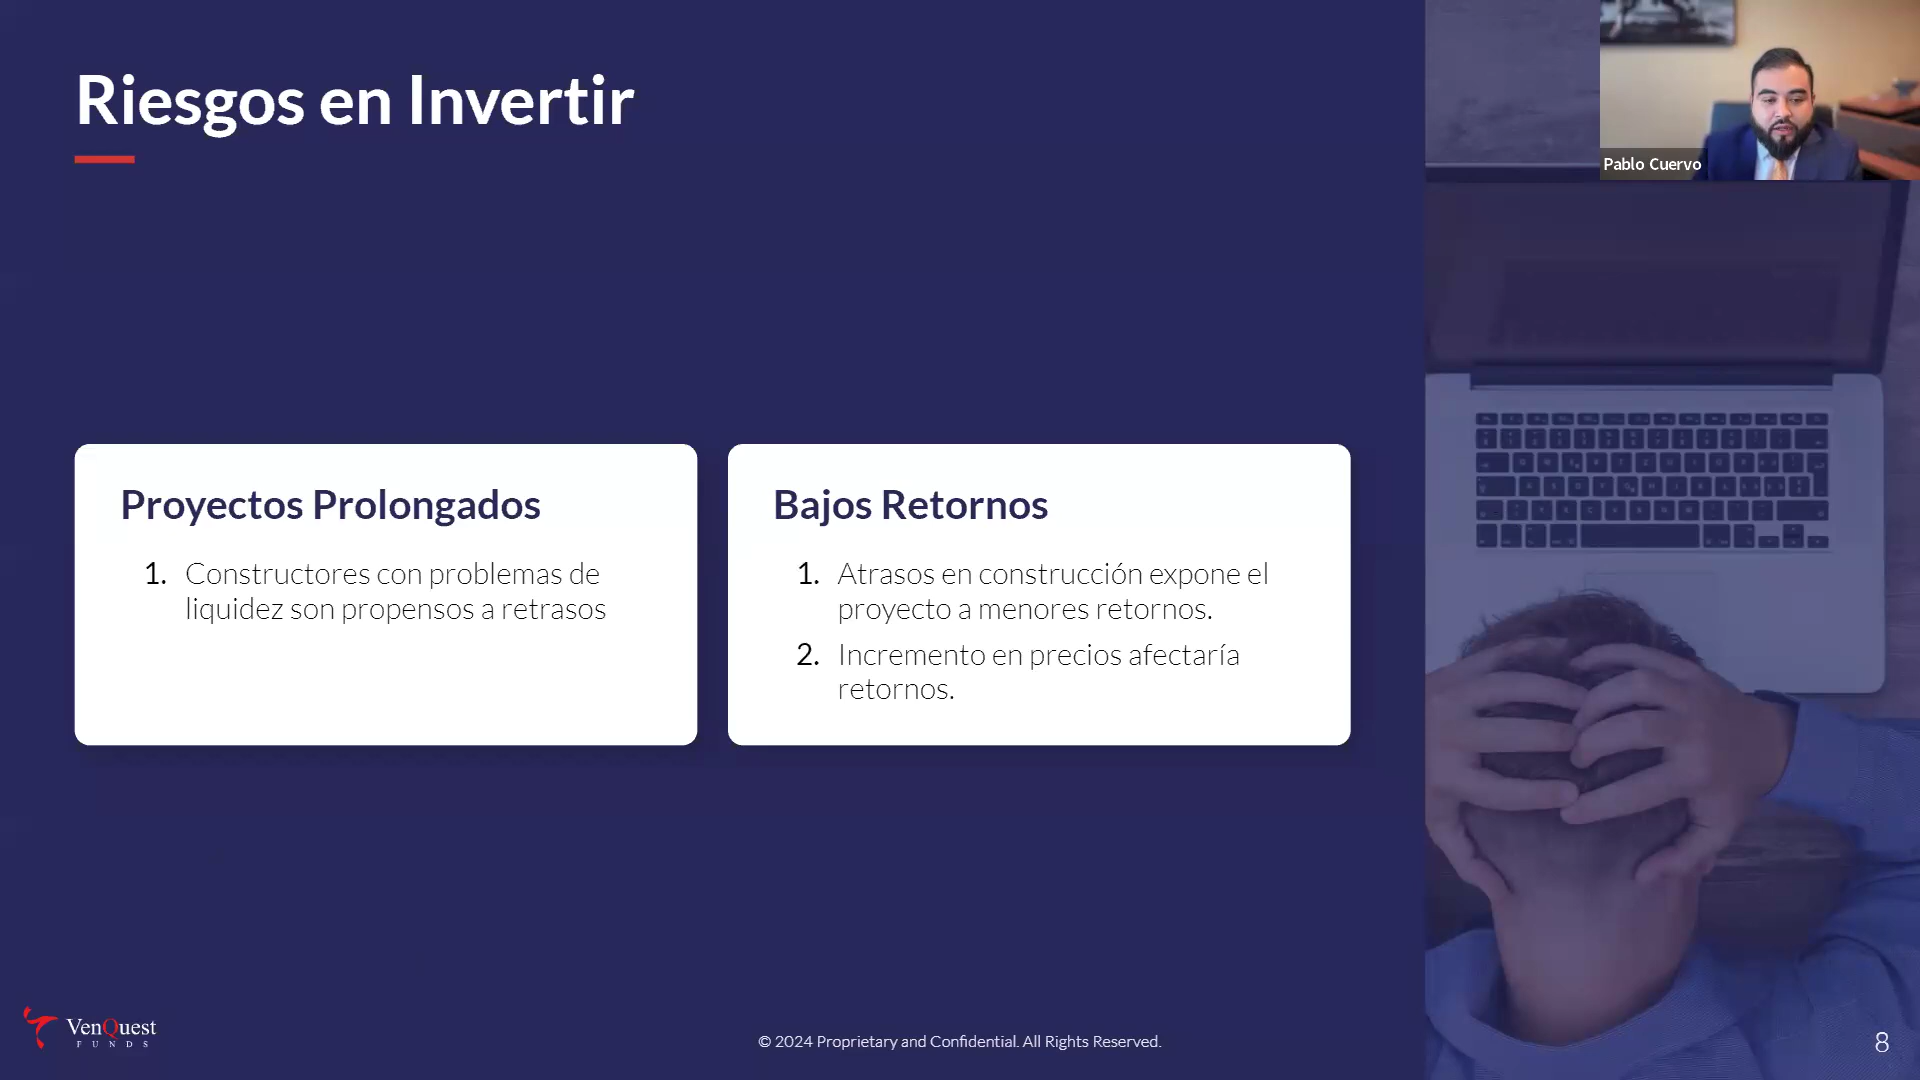 Riesgos en Invertir
Pablo Cuervo
Proyectos Prolongados
1. Constructores con problemas de
liquidez son propensos a retrasos
Bajos Retornos
1. Atrasos en construcción expone el
proyecto a menores retornos.
2. Incremento en precios afectaría
retornos.
VenQuest
FUNDS
© 2024 Proprietary and Confidential. All Rights Reserved.
8